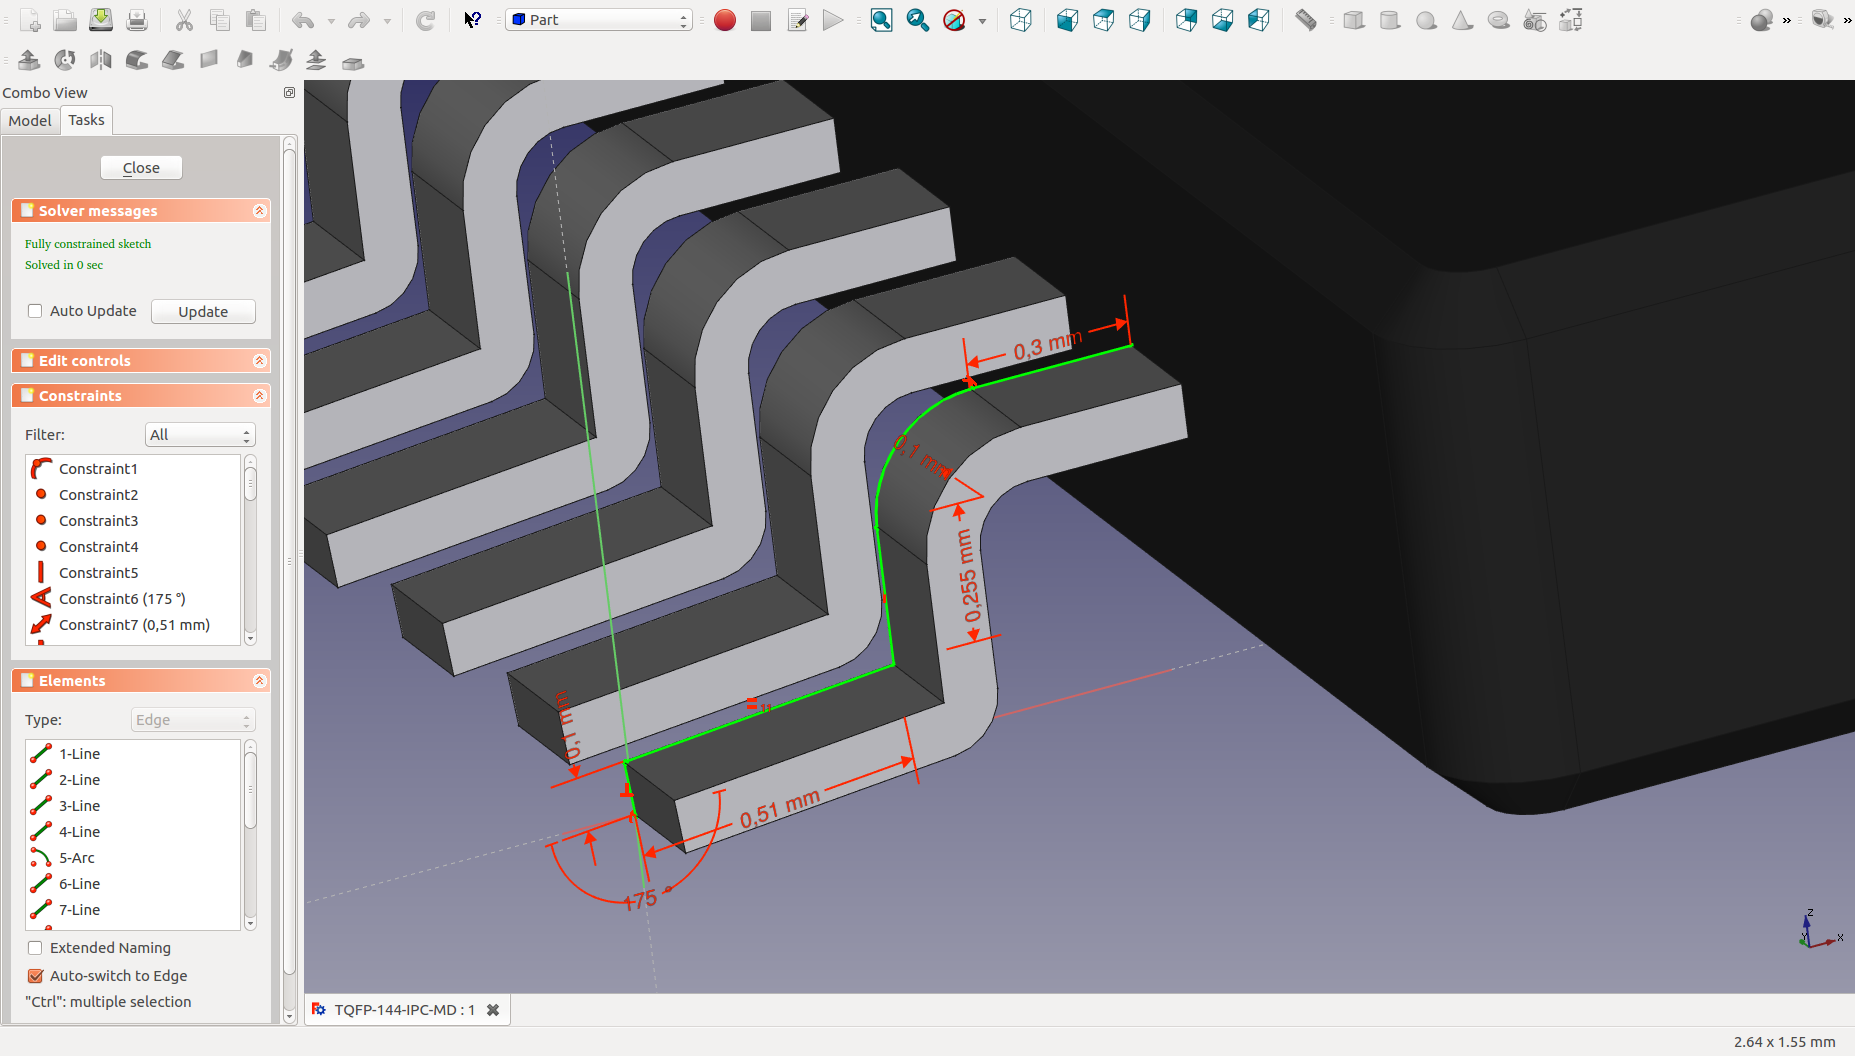 Part
Combo View
Model
Tasks
Close
Solver messages
Fully constrained sketch
Solved in 0 sec
Auto Update
Update
Edit controls
Constraints
Filter:
All
Constraint1
Constraint2
Constraint3
Constraint4
Constraint5
Constraint6 (175 °)
Constraint7 (0,51 mm)
Elements
Type:
Edge
1-Line
2-Line
3-Line
4-Line
5-Arc
6-Line
7-Line
Extended Naming
Auto-switch to Edge
"Ctrl": multiple selection
0,3 mm
0,1 mm
0,255 mm
0,1 mm
0,51 mm
175 °
Z
Y
X
TQFP-144-IPC-MD : 1
2.64 x 1.55 mm